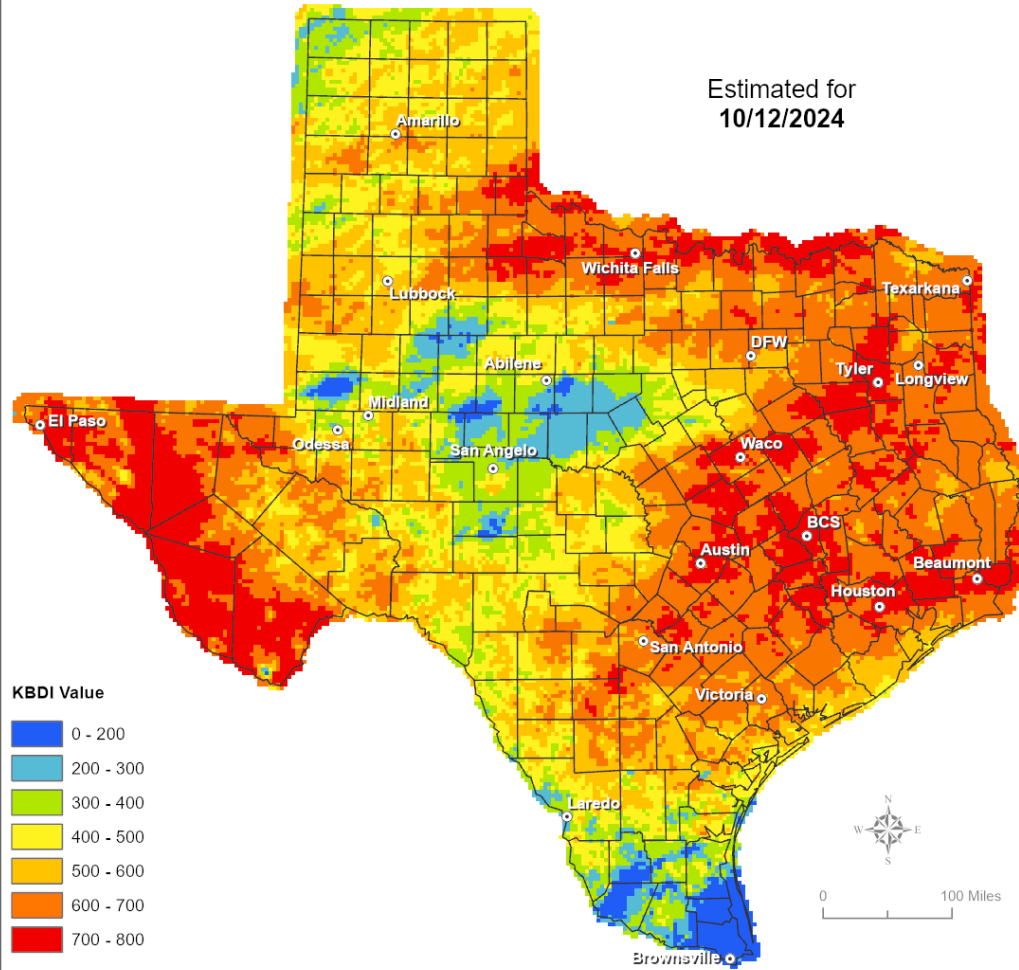 Estimated for
10/12/2024
Amarillo
Wichita Falls
Lubbock
Texarkana
DFW
Abilene
Tyler
Longview
Midland
El Paso
Odessa
San Angelo
Waco
BCS
Austin
Beaumont
Houston
San Antonio
Victoria
Laredo
Brownsville
KBDI Value
0 - 200
200 - 300
300 - 400
400 - 500
500 - 600
600 - 700
700 - 800
N
W E
S
0 100 Miles